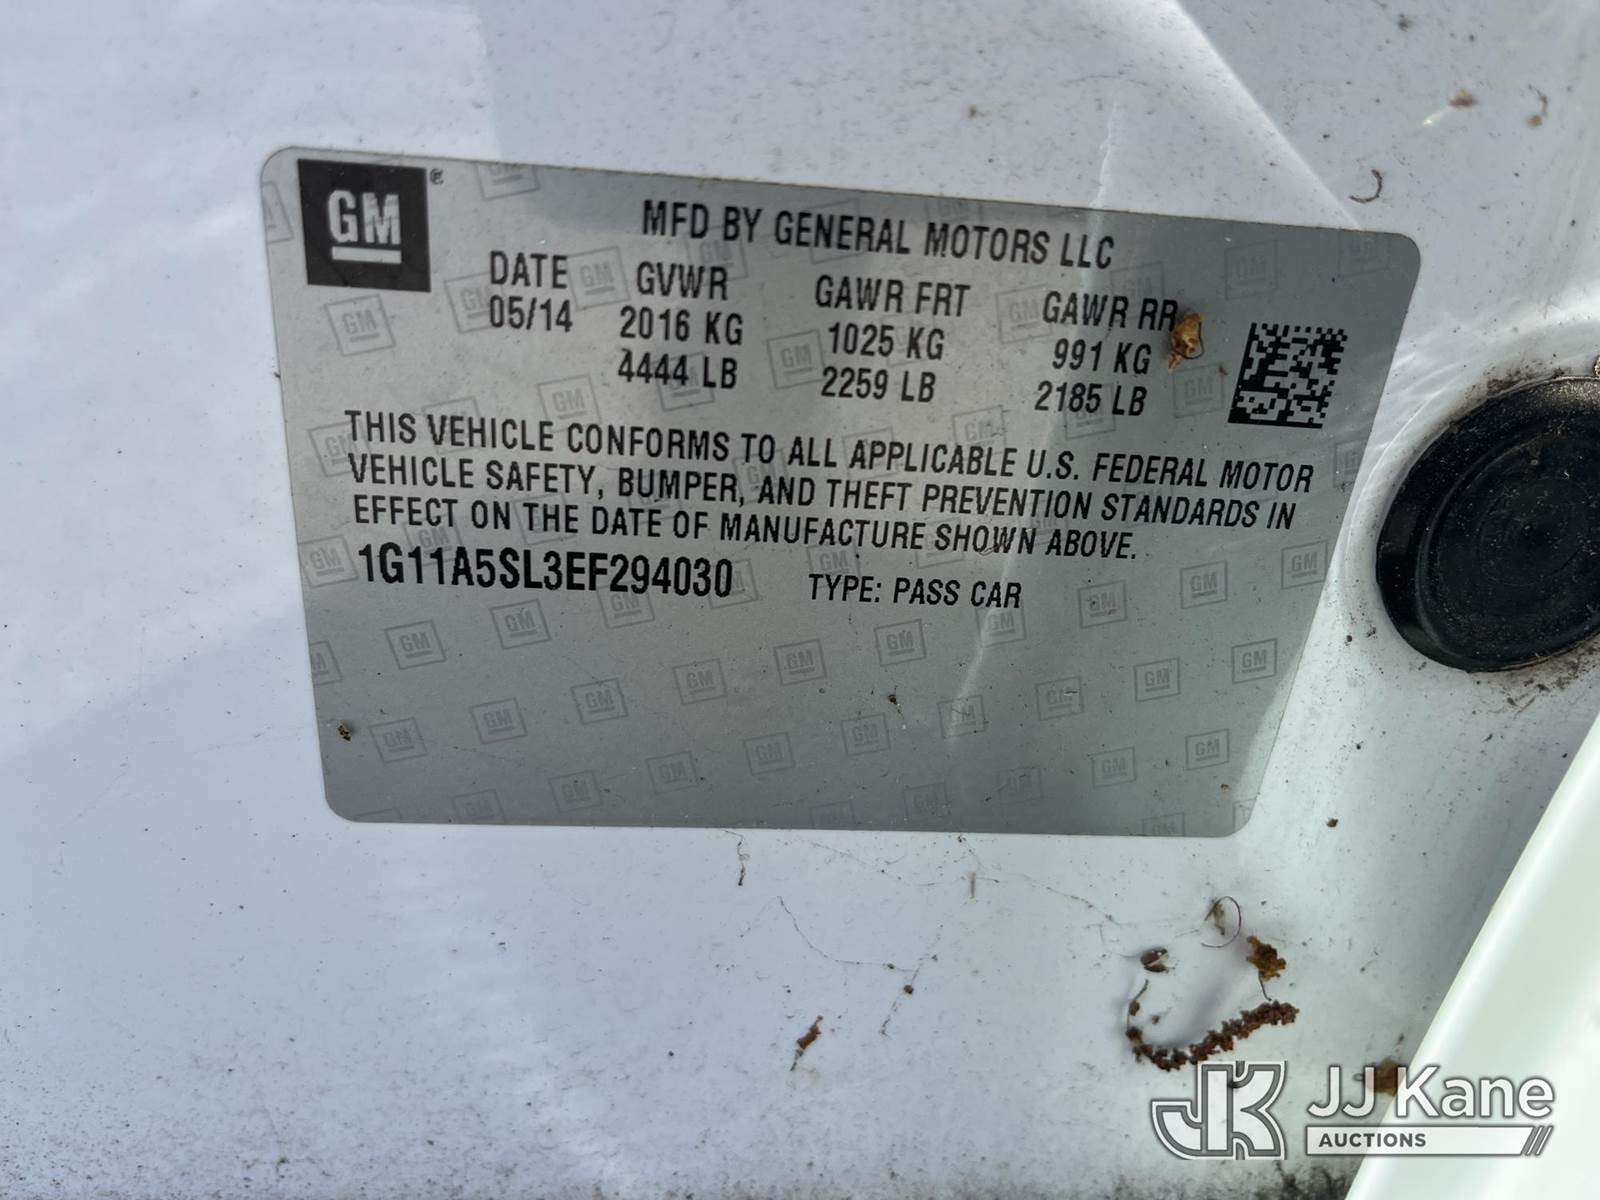 GM®
MFD BY GENERAL MOTORS LLC
DATE GVWR GAWR FRT GAWR RR
05/14 2016 KG 1025 KG 991 KG
4444 LB 2259 LB 2185 LB
THIS VEHICLE CONFORMS TO ALL APPLICABLE U.S. FEDERAL MOTOR
VEHICLE SAFETY, BUMPER, AND THEFT PREVENTION STANDARDS IN
EFFECT ON THE DATE OF MANUFACTURE SHOWN ABOVE.
1G11A5SL3EF294030 TYPE: PASS CAR
JK JJ Kane
AUCTIONS